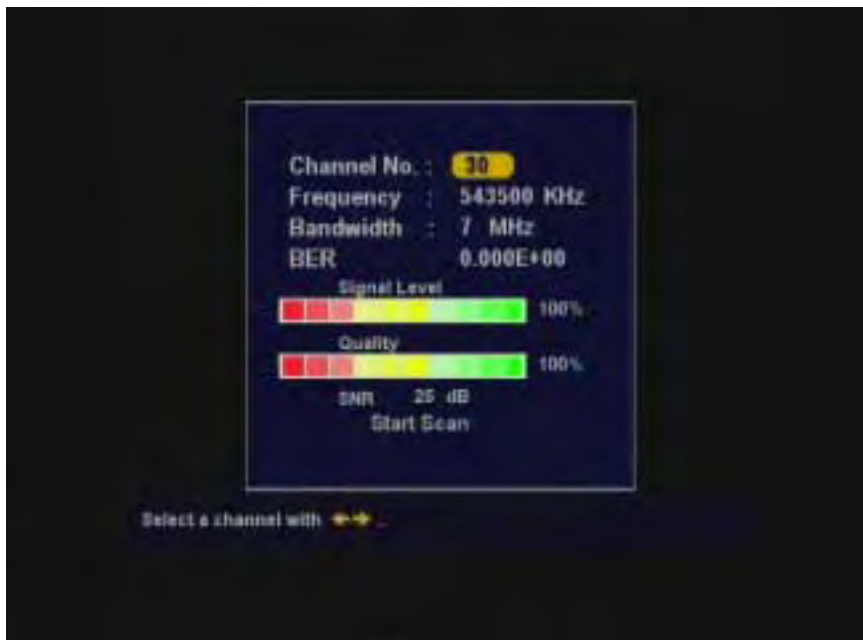 Channel No. : 30
Frequency : 543500 KHz
Bandwidth : 7 MHz
BER 0.000E+00
Signal Level
100%
Quality
100%
SNR 25 dB
Start Scan
Select a channel with ←→ .